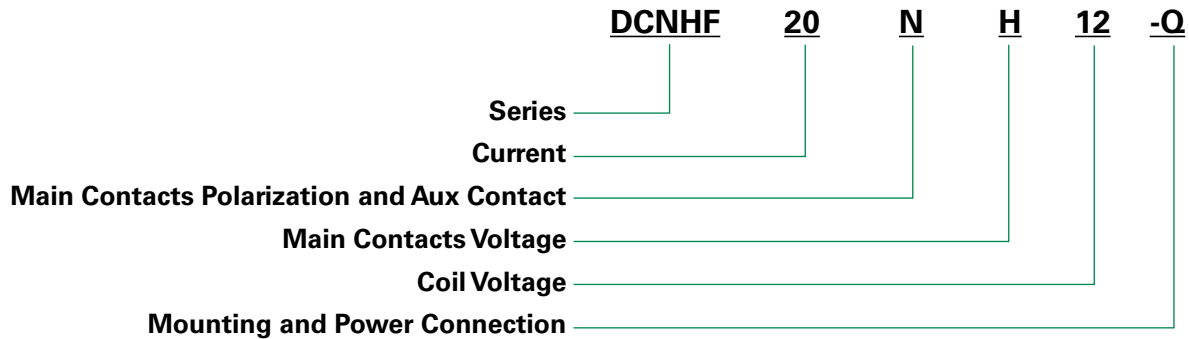 DCNHF 20 N H 12 -Q
Series
Current
Main Contacts Polarization and Aux Contact
Main Contacts Voltage
Coil Voltage
Mounting and Power Connection